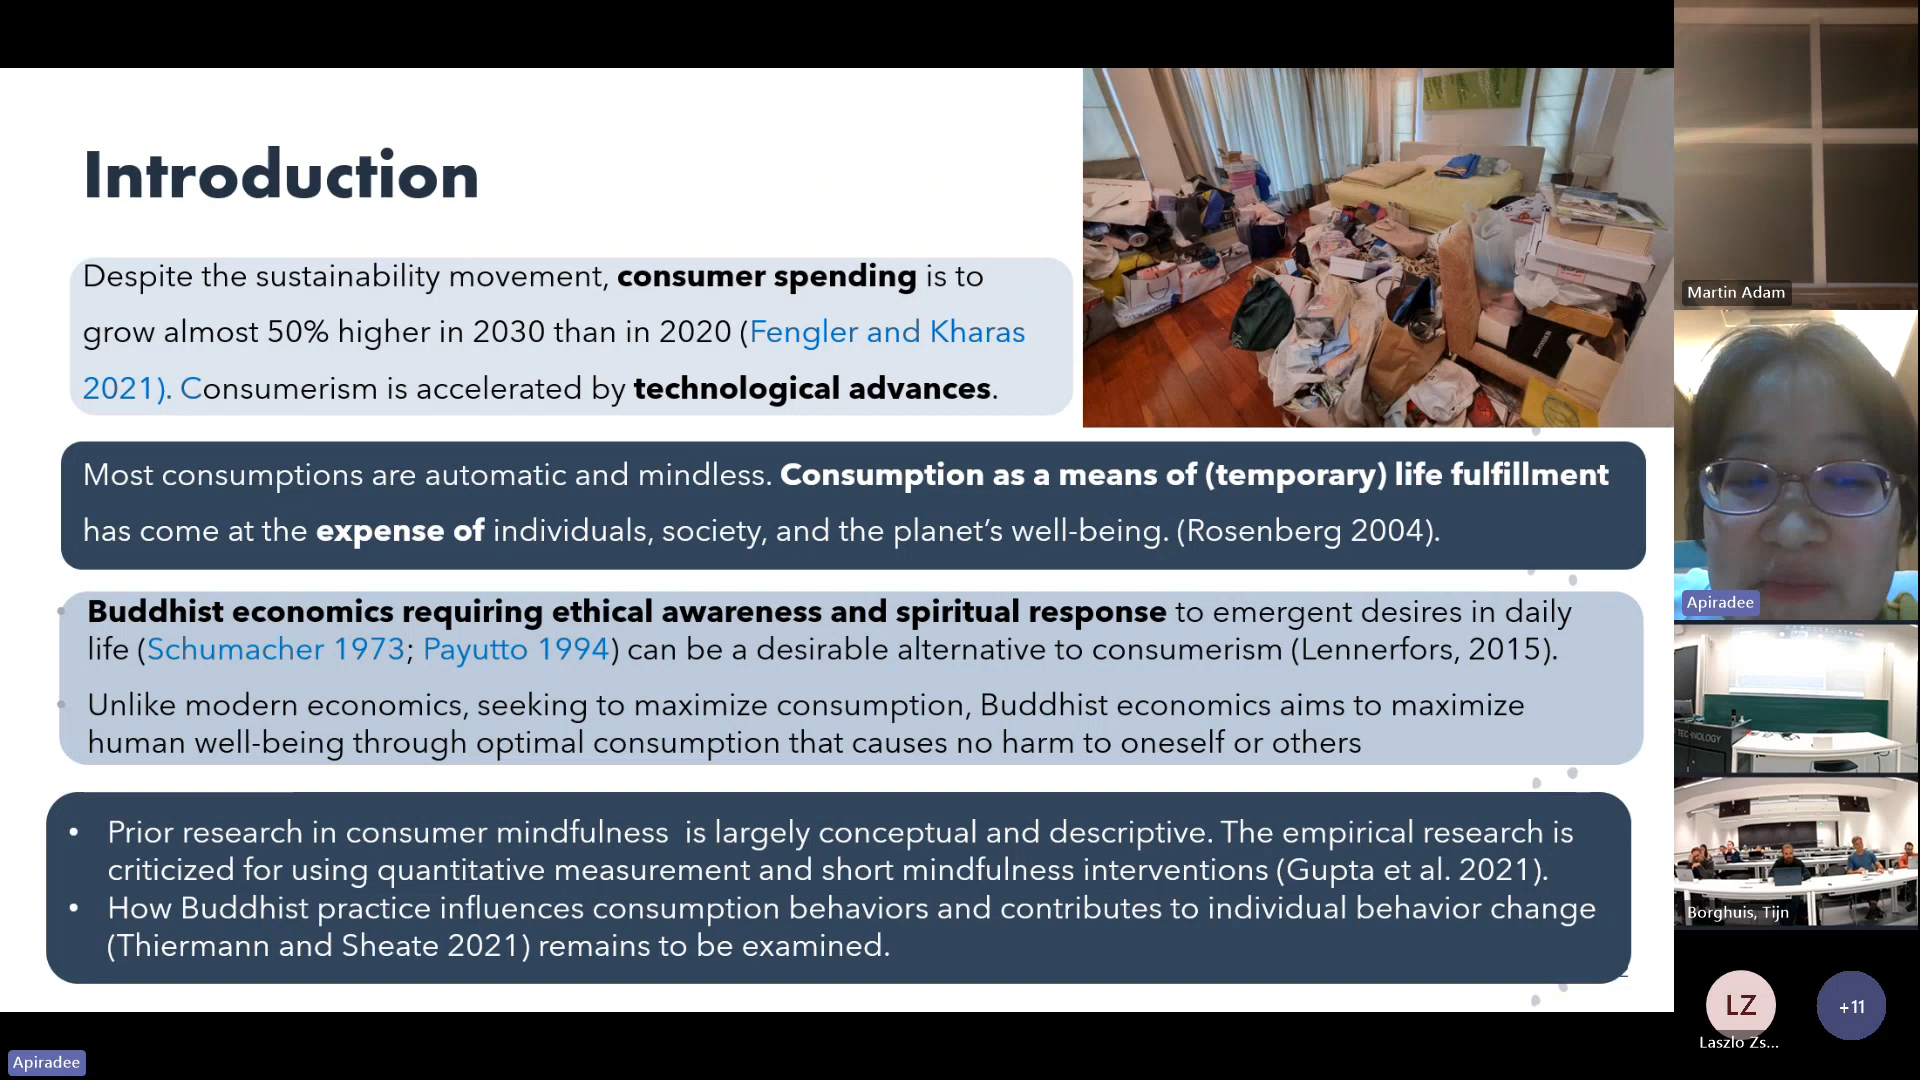 Introduction
Despite the sustainability movement, consumer spending is to
grow almost 50% higher in 2030 than in 2020 (Fengler and Kharas
2021). Consumerism is accelerated by technological advances.
Most consumptions are automatic and mindless. Consumption as a means of (temporary) life fulfillment
has come at the expense of individuals, society, and the planet’s well-being. (Rosenberg 2004).
Buddhist economics requiring ethical awareness and spiritual response to emergent desires in daily
life (Schumacher 1973; Payutto 1994) can be a desirable alternative to consumerism (Lennerfors, 2015).
Unlike modern economics, seeking to maximize consumption, Buddhist economics aims to maximize
human well-being through optimal consumption that causes no harm to oneself or others
• Prior research in consumer mindfulness is largely conceptual and descriptive. The empirical research is
criticized for using quantitative measurement and short mindfulness interventions (Gupta et al. 2021).
• How Buddhist practice influences consumption behaviors and contributes to individual behavior change
(Thiermann and Sheate 2021) remains to be examined.
Martin Adam
Apiradee
TECHNOLOGY
Borghuis, Tijn
LZ
+11
Laszlo Zs...
Apiradee